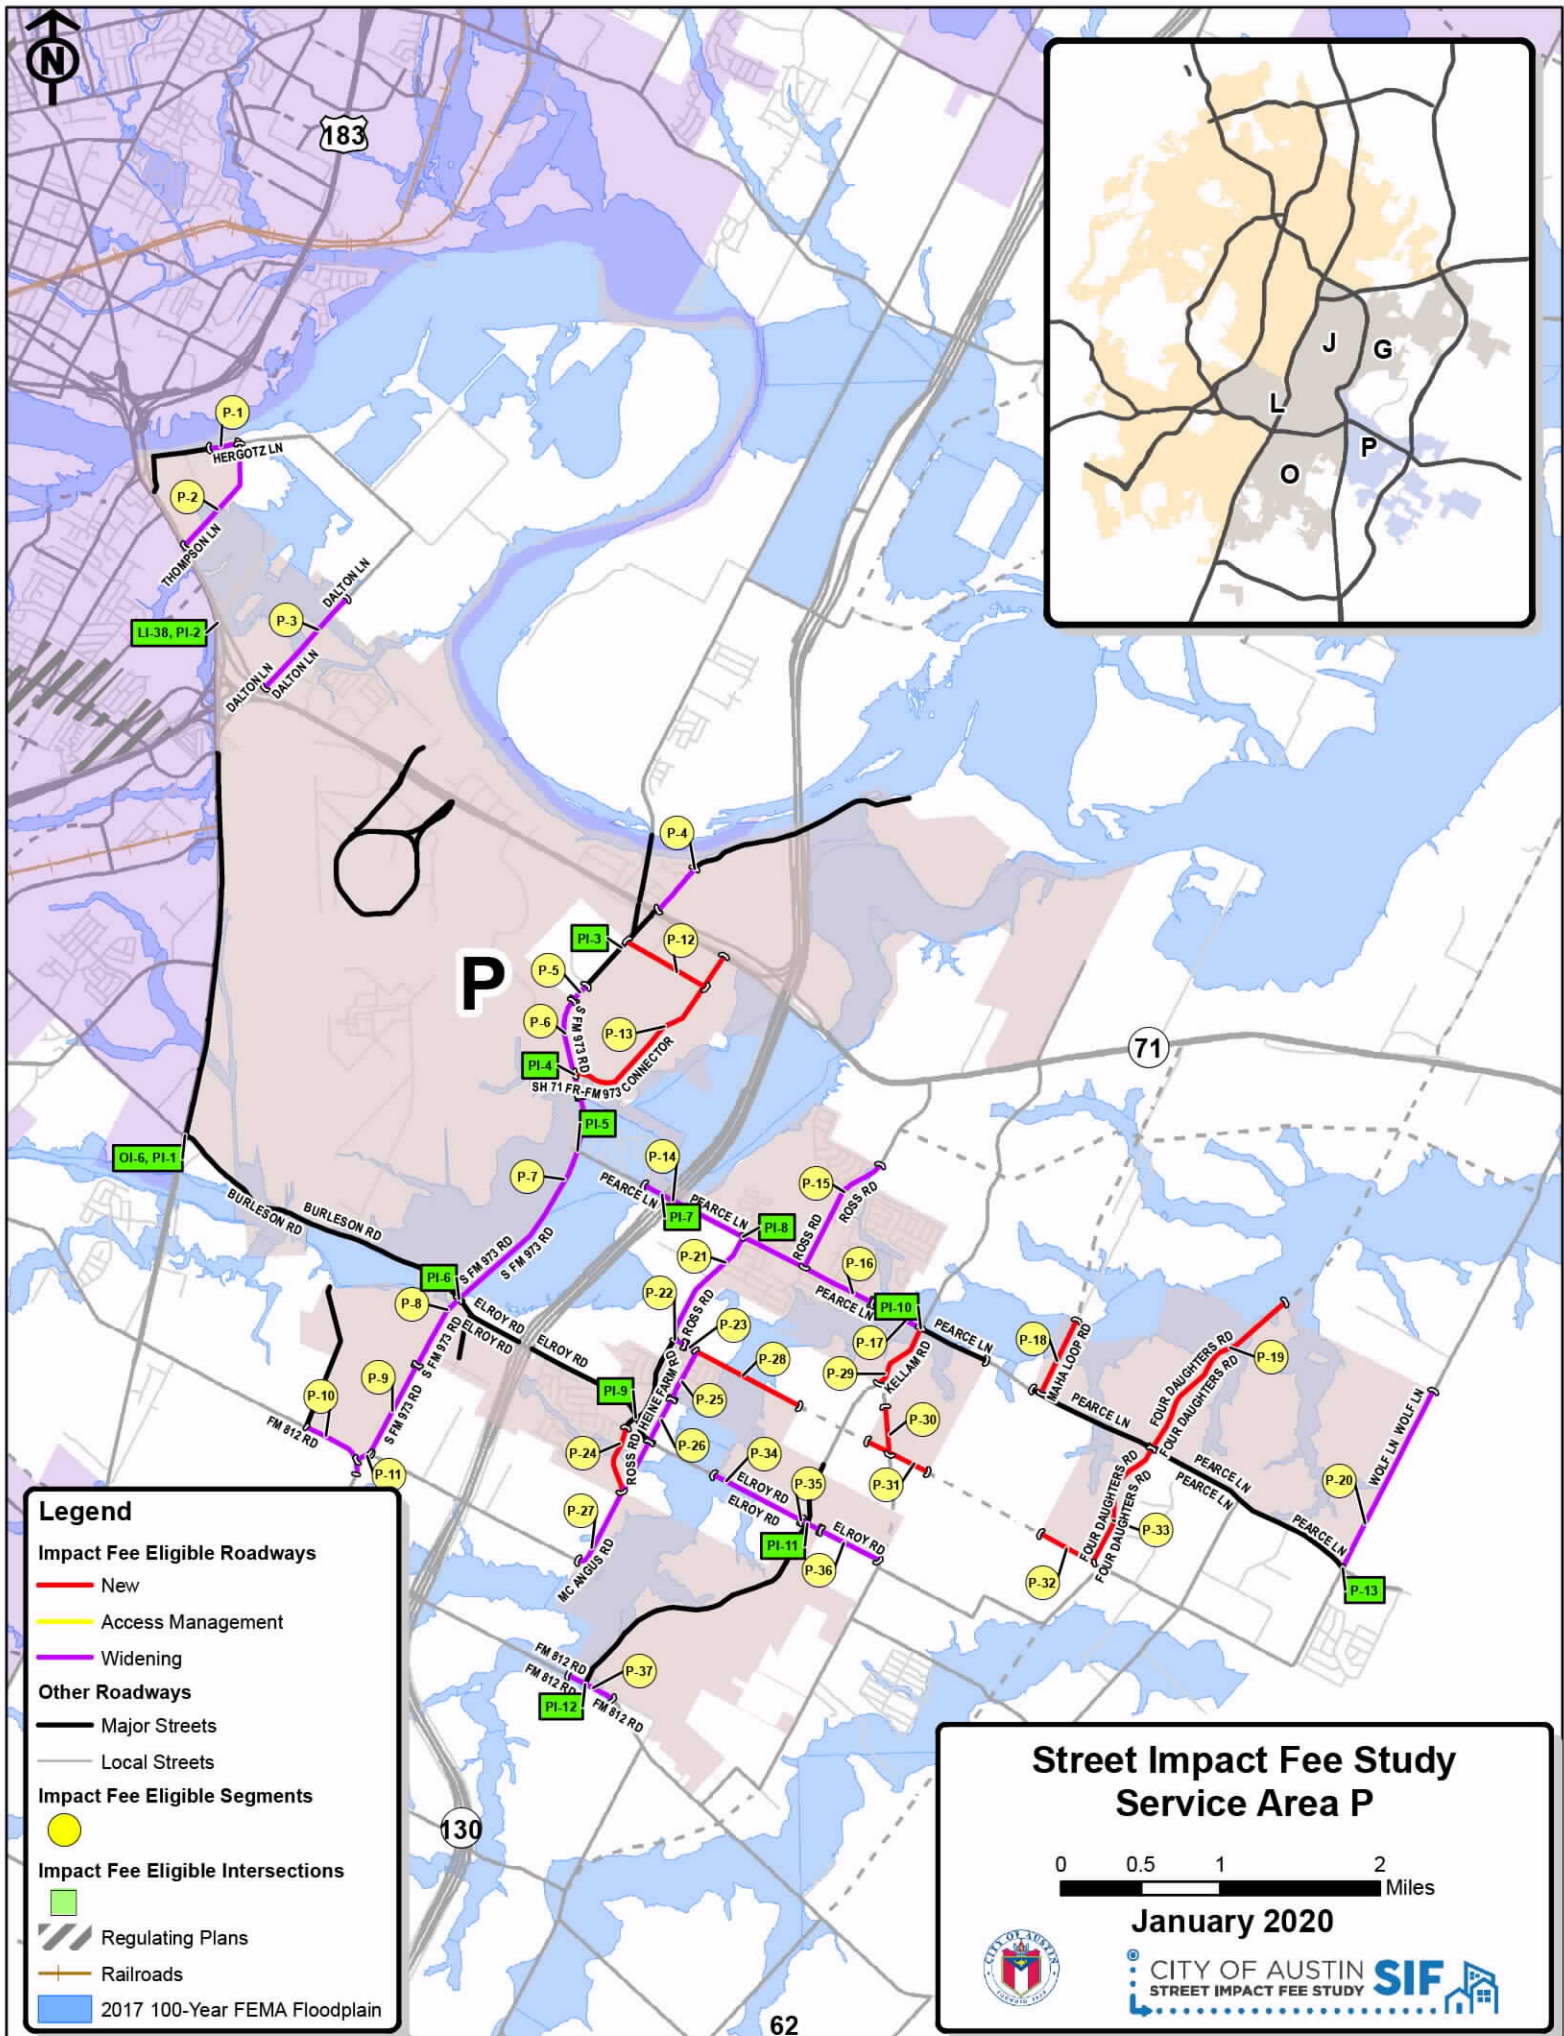 N
183
J
G
L
P
O
P-1
HERGOTZ LN
P-2
THOMPSON LN
DALTON LN
P-3
LI-38, PI-2
DALTON LN
DALTON LN
P-4
PI-3
P-12
P
P-5
P-6
S FM 973 RD
P-13
PI-4
SH 71 FR-FM 973 CONNECTOR
71
PI-5
OI-6, PI-1
P-14
P-7
PEARCE LN
P-15
ROSS RD
BURLESON RD
BURLESON RD
PEARCE LN
PI-7
PI-8
ROSS RD
S FM 973 RD
S FM 973 RD
P-21
P-16
PI-6
P-8
ELROY RD
ELROY RD
P-22
ROSS RD
PEARCE LN
PI-10
P-23
P-17
PEARCE LN
P-18
MAHA LOOP RD
FOUR DAUGHTERS RD
FOUR DAUGHTERS RD
P-19
S FM 973 RD
ELROY RD
P-28
P-29
KELLAM RD
P-9
P-10
PI-9
HEINE FARM RD
P-25
P-30
PEARCE LN
WOLF LN
WOLF LN
FM 812 RD
S FM 973 RD
P-11
P-24
ROSS RD
P-26
P-34
P-31
PEARCE LN
PEARCE LN
P-20
ELROY RD
ELROY RD
P-35
FOUR DAUGHTERS RD
FOUR DAUGHTERS RD
P-33
P-27
PI-11
ELROY RD
PEARCE LN
MC ANGUS RD
P-36
P-32
P-13
FM 812 RD
FM 812 RD
P-37
PI-12
FM 812 RD
130
Legend
Impact Fee Eligible Roadways
New
Access Management
Widening
Other Roadways
Major Streets
Local Streets
Impact Fee Eligible Segments
Impact Fee Eligible Intersections
Regulating Plans
Railroads
2017 100-Year FEMA Floodplain
Street Impact Fee Study
Service Area P
0 0.5 1 2
Miles
January 2020
CITY OF AUSTIN
CITY OF AUSTIN SIF
STREET IMPACT FEE STUDY
62